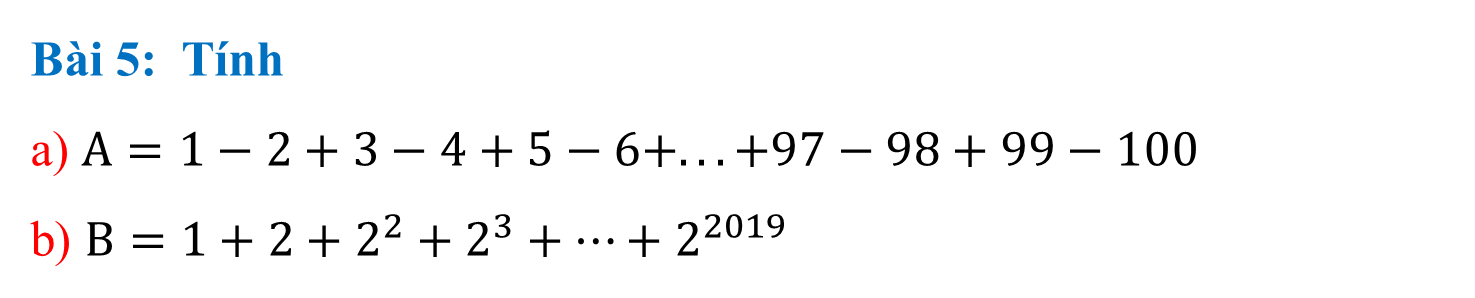 Bài 5: Tính
a) A = 1 − 2 + 3 − 4 + 5 − 6+. . . +97 − 98 + 99 − 100
b) B = 1 + 2 + 2² + 2³ + ⋯ + 2²⁰¹⁹